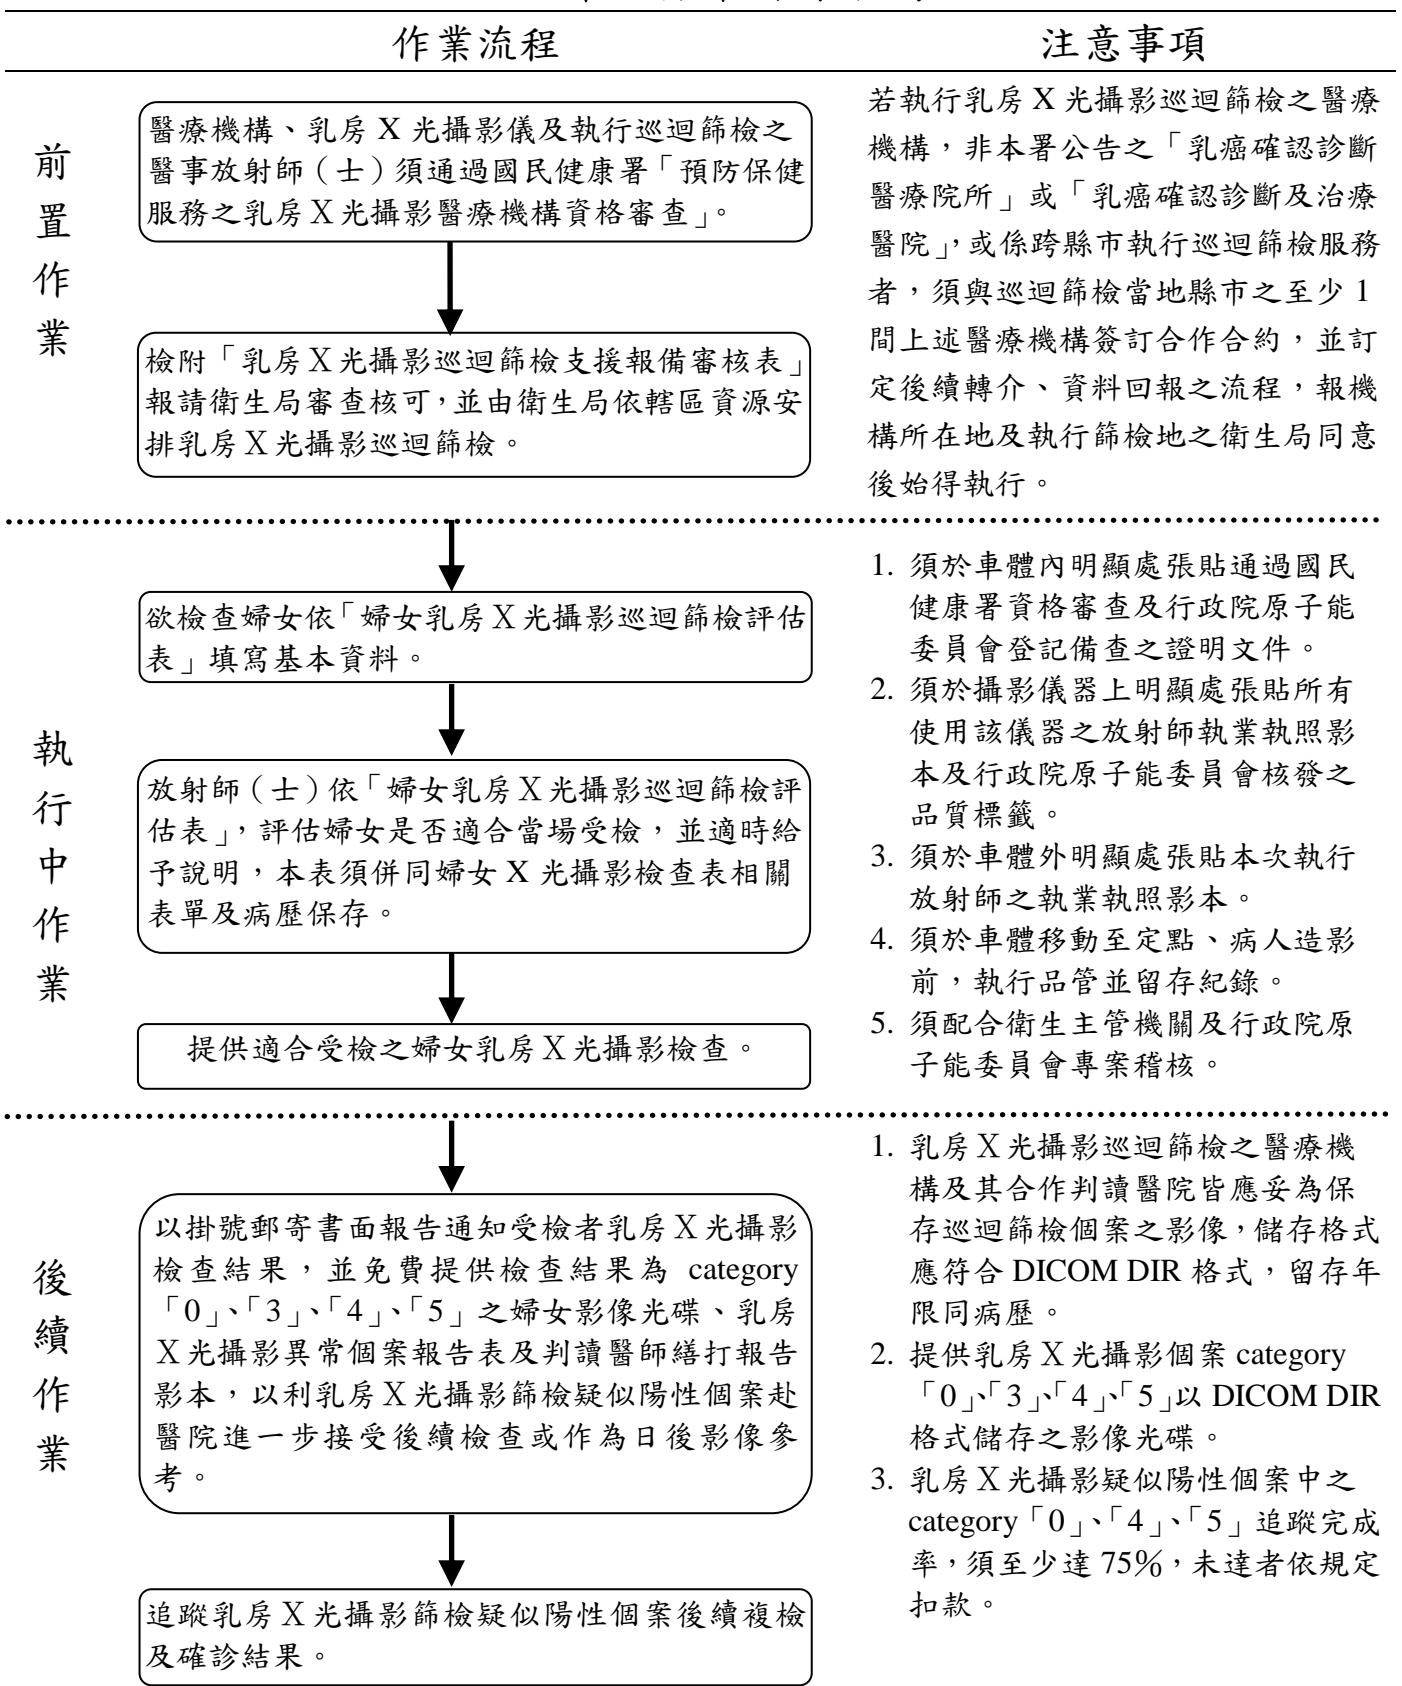 作業流程
注意事項
前置作業
醫療機構、乳房 X 光攝影儀及執行巡迴篩檢之
醫事放射師（士）須通過國民健康署「預防保健
服務之乳房Ｘ光攝影醫療機構資格審查」。
檢附「乳房Ｘ光攝影巡迴篩檢支援報備審核表」
報請衛生局審查核可，並由衛生局依轄區資源安
排乳房Ｘ光攝影巡迴篩檢。
若執行乳房 X 光攝影巡迴篩檢之醫療
機構，非本署公告之「乳癌確認診斷
醫療院所」或「乳癌確認診斷及治療
醫院」，或係跨縣市執行巡迴篩檢服務
者，須與巡迴篩檢當地縣市之至少 1
間上述醫療機構簽訂合作合約，並訂
定後續轉介、資料回報之流程，報機
構所在地及執行篩檢地之衛生局同意
後始得執行。
執行中作業
欲檢查婦女依「婦女乳房Ｘ光攝影巡迴篩檢評估
表」填寫基本資料。
放射師（士）依「婦女乳房Ｘ光攝影巡迴篩檢評
估表」，評估婦女是否適合當場受檢，並適時給
予說明，本表須併同婦女 X 光攝影檢查表相關
表單及病歷保存。
提供適合受檢之婦女乳房Ｘ光攝影檢查。
1. 須於車體內明顯處張貼通過國民
健康署資格審查及行政院原子能
委員會登記備查之證明文件。
2. 須於攝影儀器上明顯處張貼所有
使用該儀器之放射師執業執照影
本及行政院原子能委員會核發之
品質標籤。
3. 須於車體外明顯處張貼本次執行
放射師之執業執照影本。
4. 須於車體移動至定點、病人造影
前，執行品管並留存紀錄。
5. 須配合衛生主管機關及行政院原
子能委員會專案稽核。
後續作業
以掛號郵寄書面報告通知受檢者乳房Ｘ光攝影
檢查結果，並免費提供檢查結果為 category
「0」、「3」、「4」、「5」之婦女影像光碟、乳房
Ｘ光攝影異常個案報告表及判讀醫師繕打報告
影本，以利乳房Ｘ光攝影篩檢疑似陽性個案赴
醫院進一步接受後續檢查或作為日後影像參
考。
追蹤乳房Ｘ光攝影篩檢疑似陽性個案後續複檢
及確診結果。
1. 乳房Ｘ光攝影巡迴篩檢之醫療機
構及其合作判讀醫院皆應妥為保
存巡迴篩檢個案之影像，儲存格式
應符合 DICOM DIR 格式，留存年
限同病歷。
2. 提供乳房Ｘ光攝影個案 category
「0」、「3」、「4」、「5」以 DICOM DIR
格式儲存之影像光碟。
3. 乳房Ｘ光攝影疑似陽性個案中之
category「0」、「4」、「5」追蹤完成
率，須至少達 75%，未達者依規定
扣款。